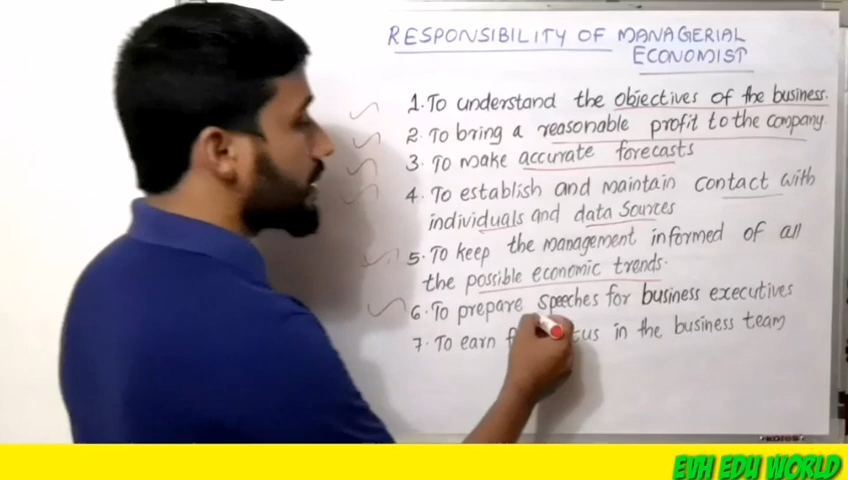 RESPONSIBILITY OF MANAGERIAL
ECONOMIST
1. To understand the objectives of the business.
2. To bring a reasonable profit to the company
3. To make accurate forecasts
4. To establish and maintain contact with
individuals and data Sources
5. To keep the management informed of all
the possible economic trends.
6. To prepare speeches for business executives
7. To earn in the business team
KORES
EVH EDU WORLD